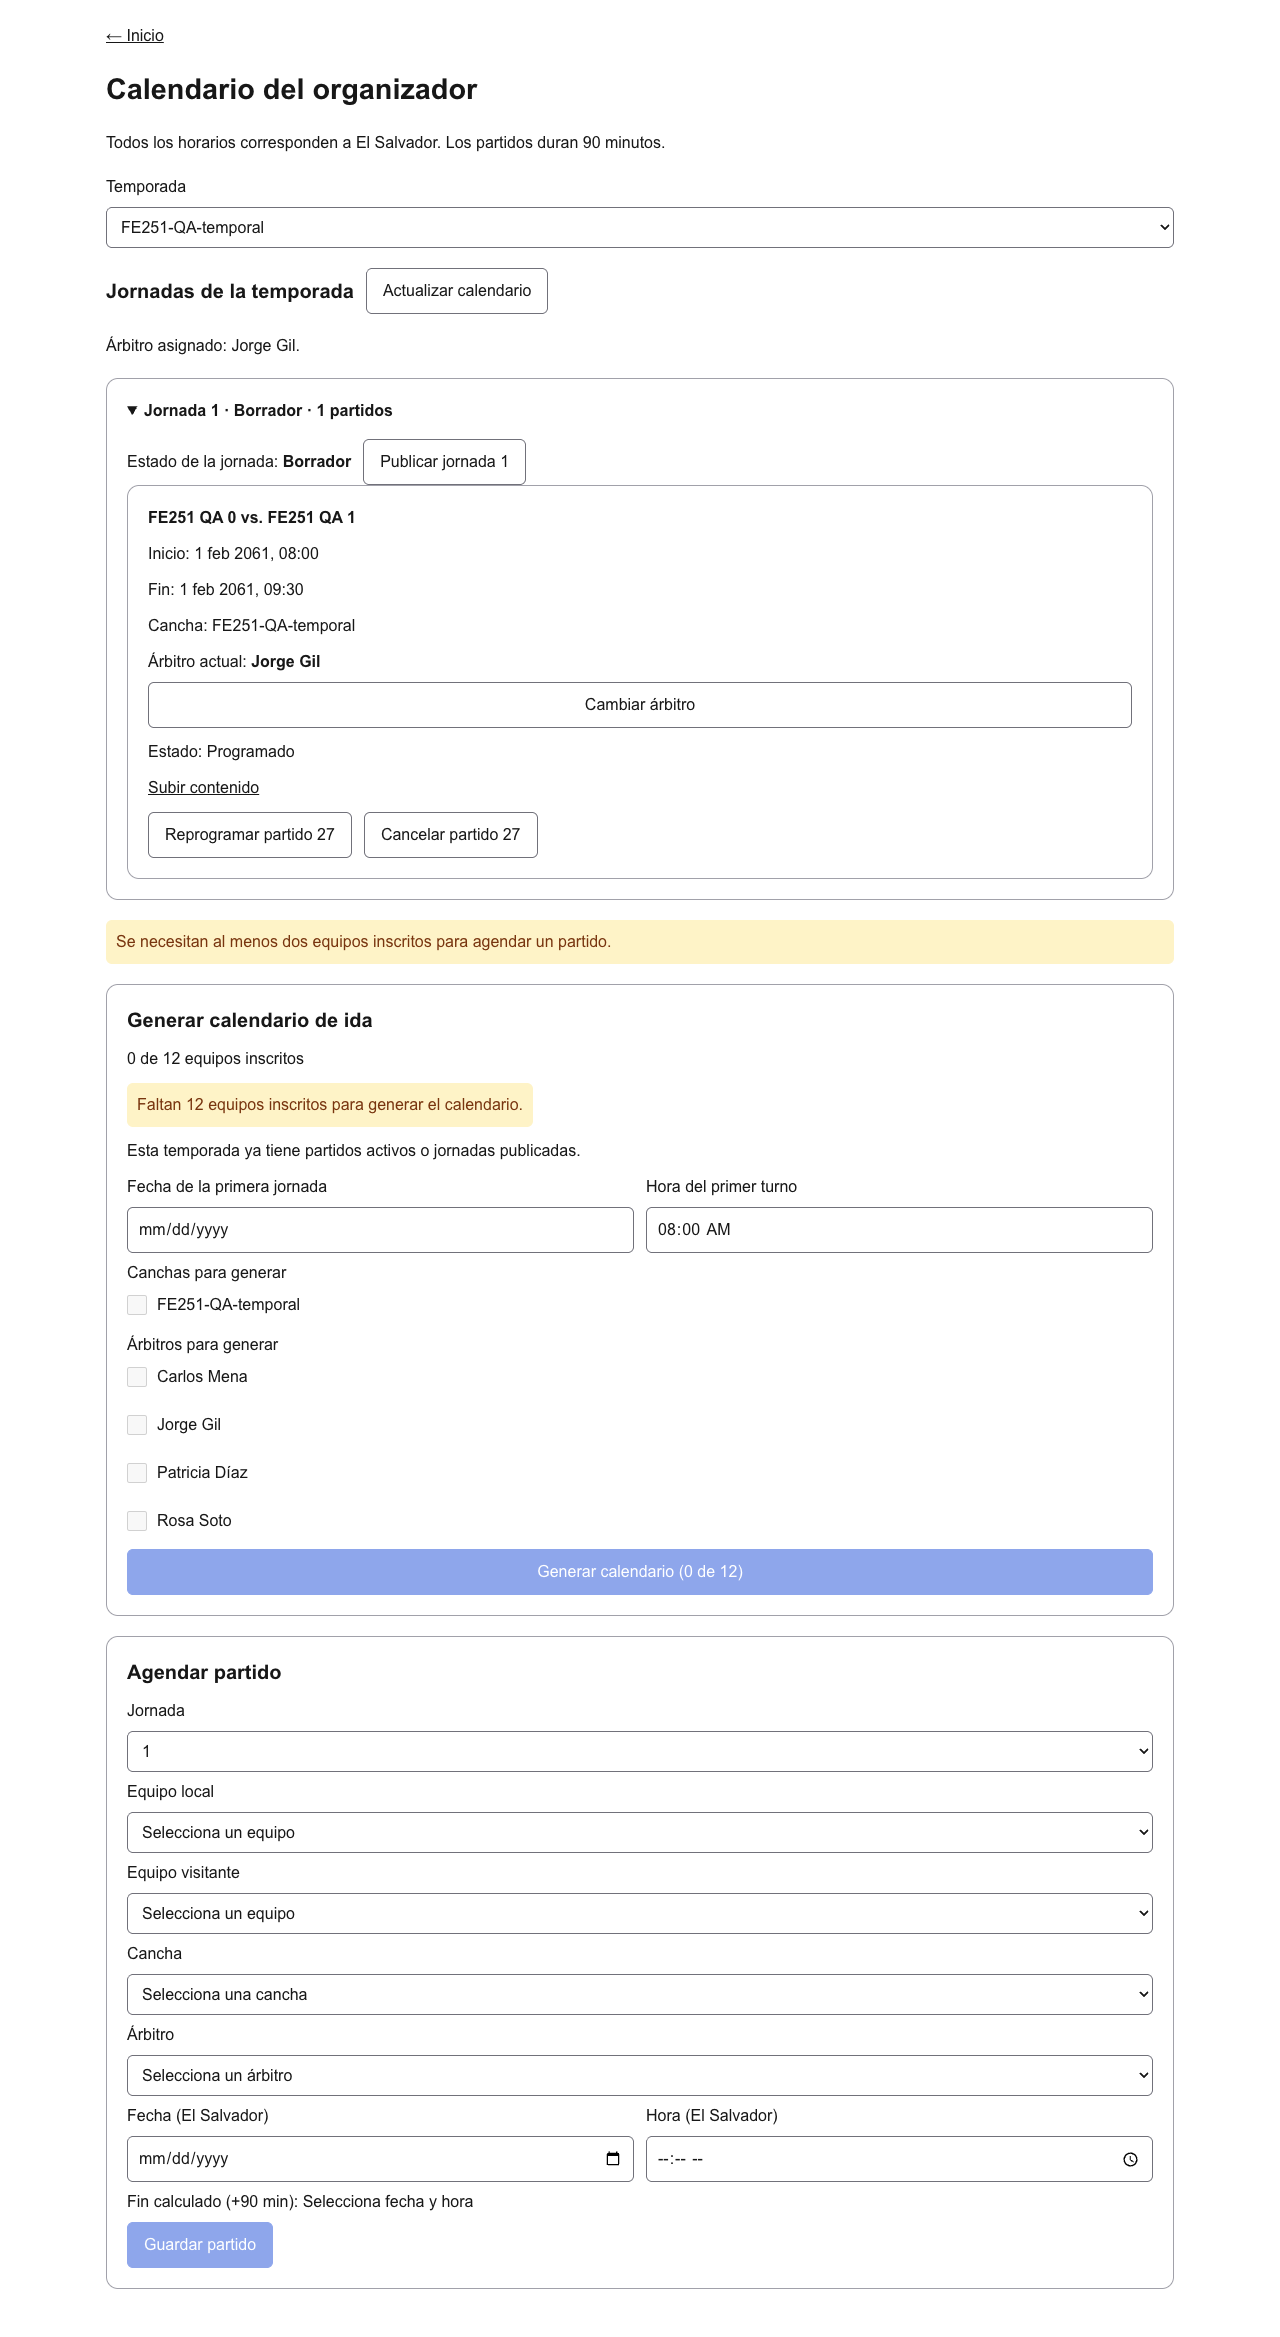 ← Inicio
Calendario del organizador
Todos los horarios corresponden a El Salvador. Los partidos duran 90 minutos.
Temporada
FE251-QA-temporal
Jornadas de la temporada Actualizar calendario
Árbitro asignado: Jorge Gil.
▼ Jornada 1 · Borrador · 1 partidos
Estado de la jornada: Borrador Publicar jornada 1
FE251 QA 0 vs. FE251 QA 1
Inicio: 1 feb 2061, 08:00
Fin: 1 feb 2061, 09:30
Cancha: FE251-QA-temporal
Árbitro actual: Jorge Gil
Cambiar árbitro
Estado: Programado
Subir contenido
Reprogramar partido 27 Cancelar partido 27
Se necesitan al menos dos equipos inscritos para agendar un partido.
Generar calendario de ida
0 de 12 equipos inscritos
Faltan 12 equipos inscritos para generar el calendario.
Esta temporada ya tiene partidos activos o jornadas publicadas.
Fecha de la primera jornada Hora del primer turno
mm/dd/yyyy 08:00 AM
Canchas para generar
FE251-QA-temporal
Árbitros para generar
Carlos Mena
Jorge Gil
Patricia Díaz
Rosa Soto
Generar calendario (0 de 12)
Agendar partido
Jornada
1
Equipo local
Selecciona un equipo
Equipo visitante
Selecciona un equipo
Cancha
Selecciona una cancha
Árbitro
Selecciona un árbitro
Fecha (El Salvador) Hora (El Salvador)
mm/dd/yyyy --:-- --
Fin calculado (+90 min): Selecciona fecha y hora
Guardar partido